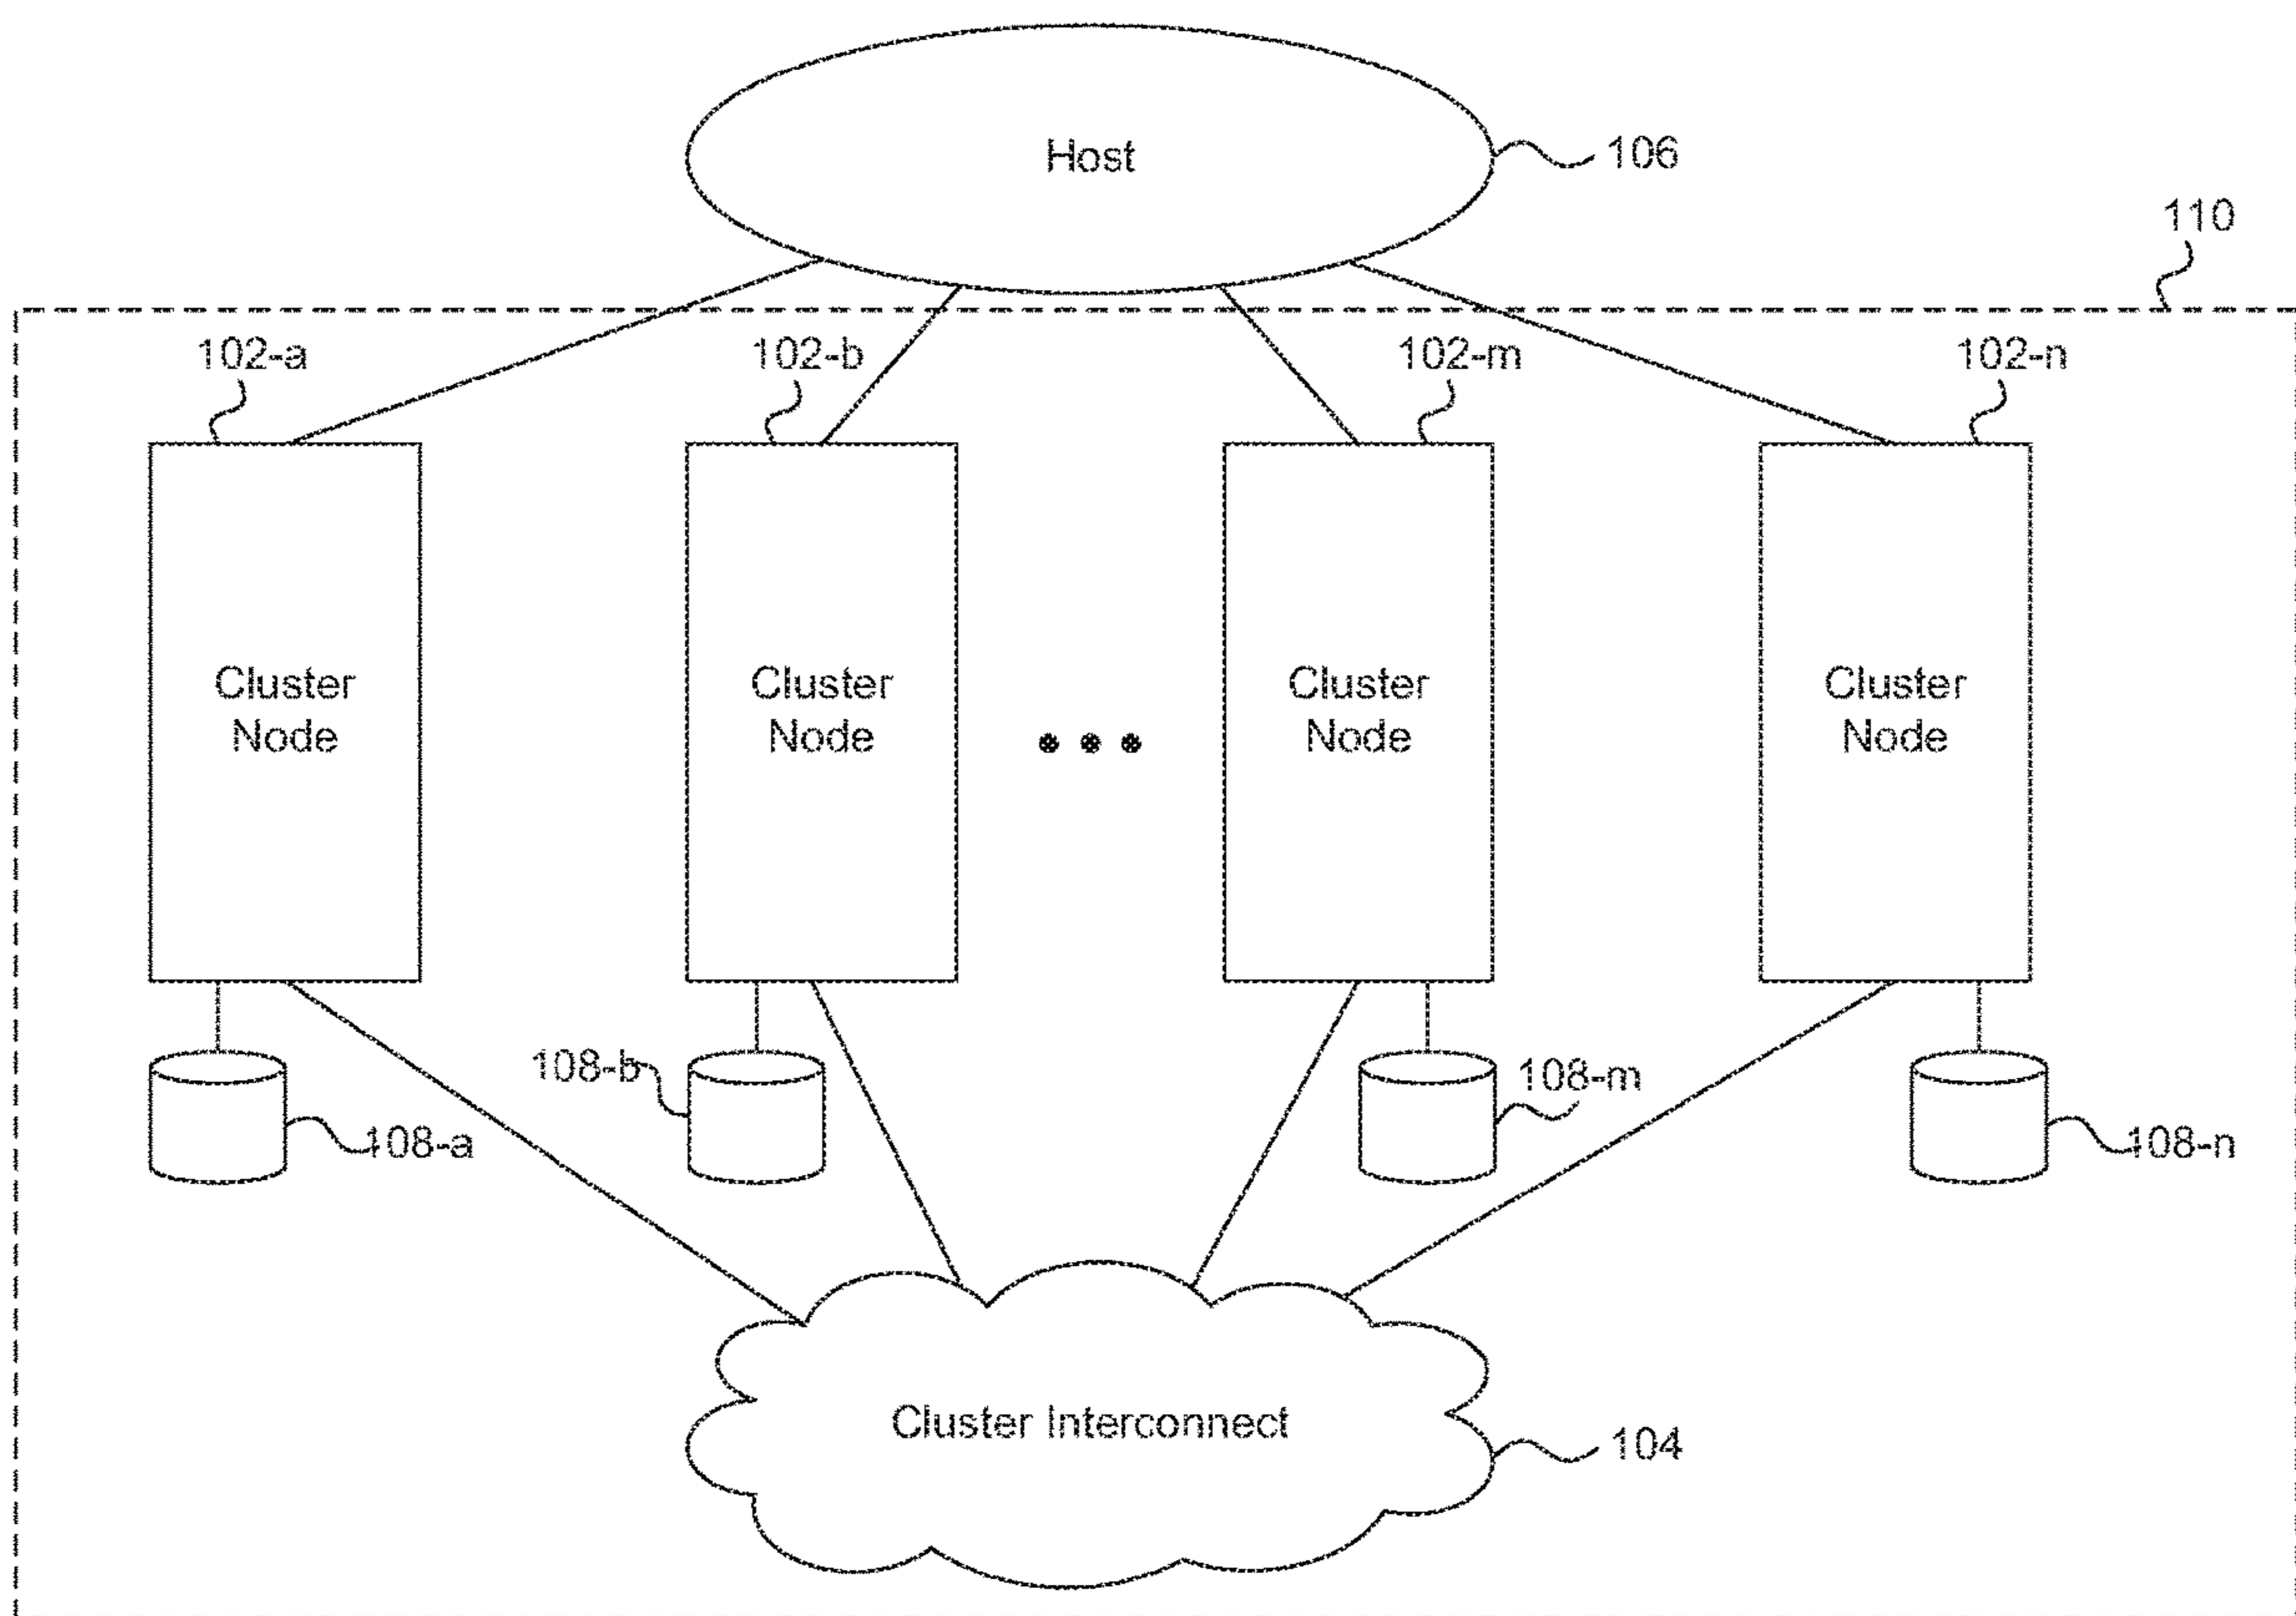 Host
106
110
102-a
102-b
102-m
102-n
Cluster
Node
Cluster
Node
Cluster
Node
Cluster
Node
108-a
108-b
108-m
108-n
Cluster Interconnect
104